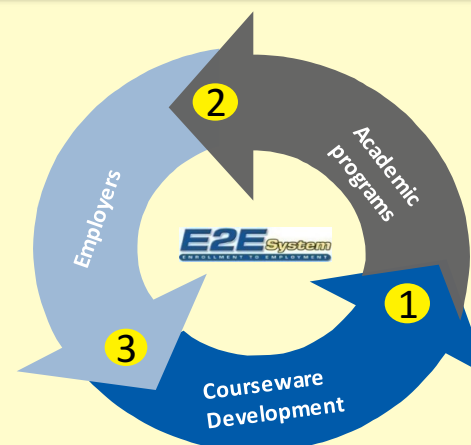 2
Academic
programs
Employers
E2E System
ENROLLMENT TO EMPLOYMENT
1
3
Courseware
Development